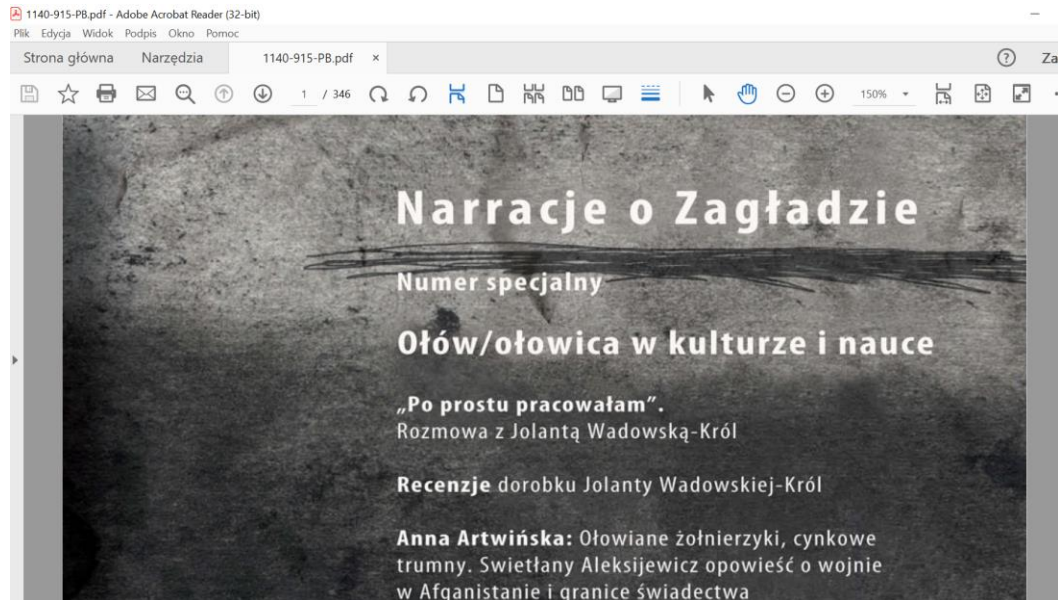 1140-915-PB.pdf - Adobe Acrobat Reader (32-bit)
Plik Edycja Widok Podpis Okno Pomoc
Strona główna Narzędzia 1140-915-PB.pdf × ? Za
1 / 346 150%
Narracje o Zagładzie
Numer specjalny
Ołów/ołowica w kulturze i nauce
„Po prostu pracowałam”.
Rozmowa z Jolantą Wadowską-Król
Recenzje dorobku Jolanty Wadowskiej-Król
Anna Artwińska: Ołowiane żołnierzyki, cynkowe
trumny. Swietłany Aleksijewicz opowieść o wojnie
w Afganistanie i granice świadectwa